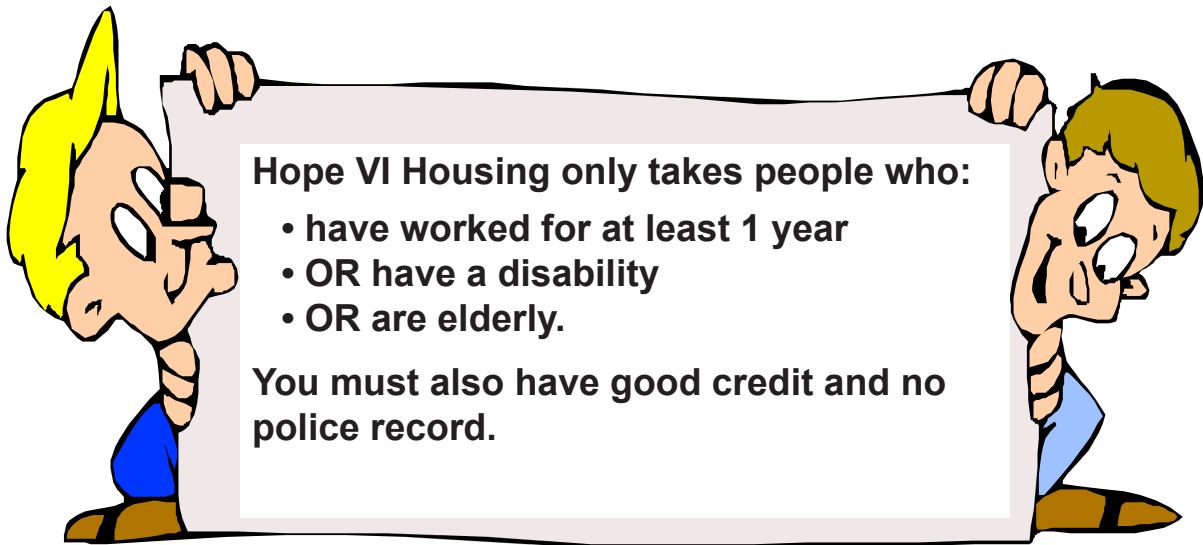 Hope VI Housing only takes people who:
• have worked for at least 1 year
• OR have a disability
• OR are elderly.
You must also have good credit and no
police record.